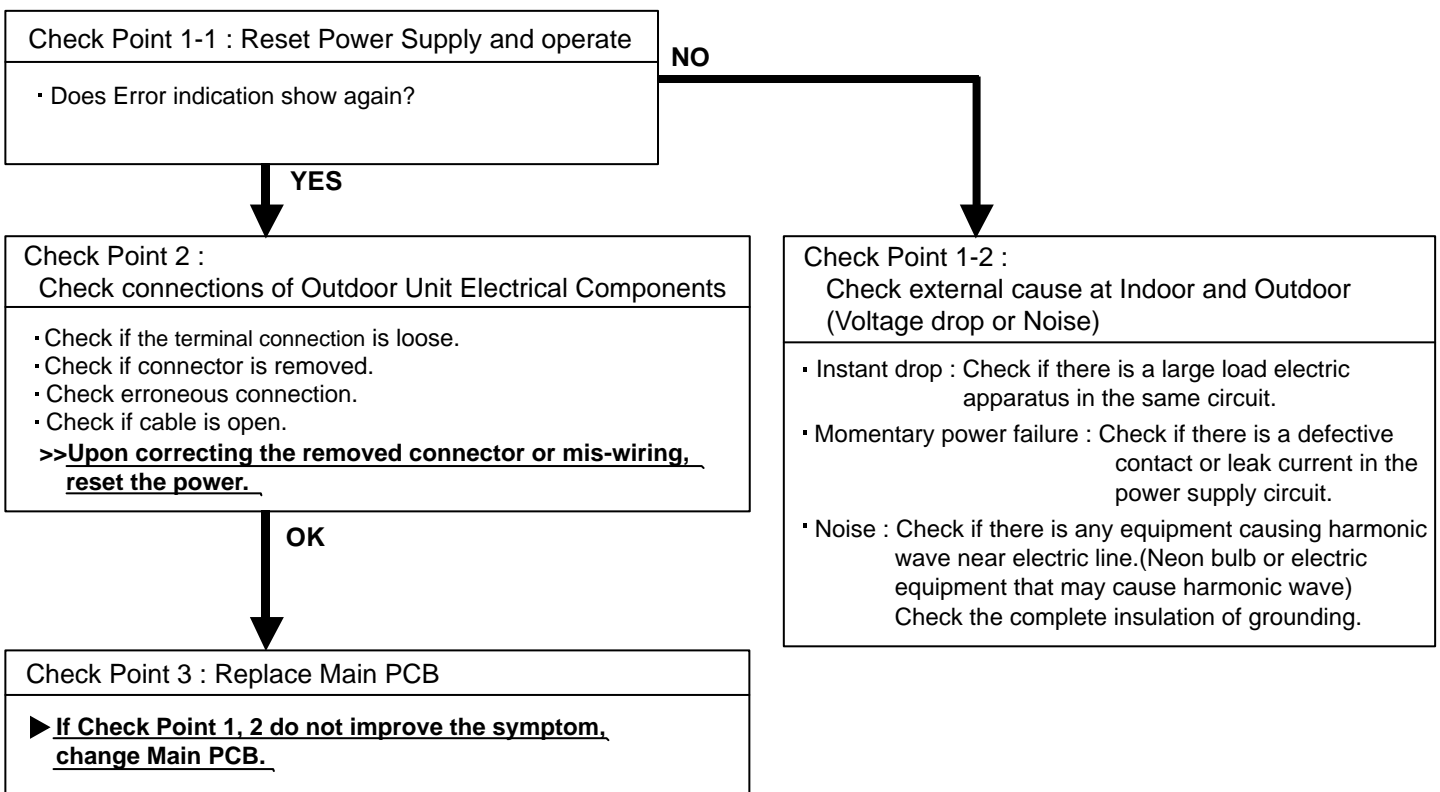 Check Point 1-1 : Reset Power Supply and operate
· Does Error indication show again?
NO
YES
Check Point 2 :
Check connections of Outdoor Unit Electrical Components
· Check if the terminal connection is loose.
· Check if connector is removed.
· Check erroneous connection.
· Check if cable is open.
>>Upon correcting the removed connector or mis-wiring,
reset the power.
OK
Check Point 3 : Replace Main PCB
▶ If Check Point 1, 2 do not improve the symptom,
change Main PCB.
Check Point 1-2 :
Check external cause at Indoor and Outdoor
(Voltage drop or Noise)
· Instant drop : Check if there is a large load electric
apparatus in the same circuit.
· Momentary power failure : Check if there is a defective
contact or leak current in the
power supply circuit.
· Noise : Check if there is any equipment causing harmonic
wave near electric line.(Neon bulb or electric
equipment that may cause harmonic wave)
Check the complete insulation of grounding.